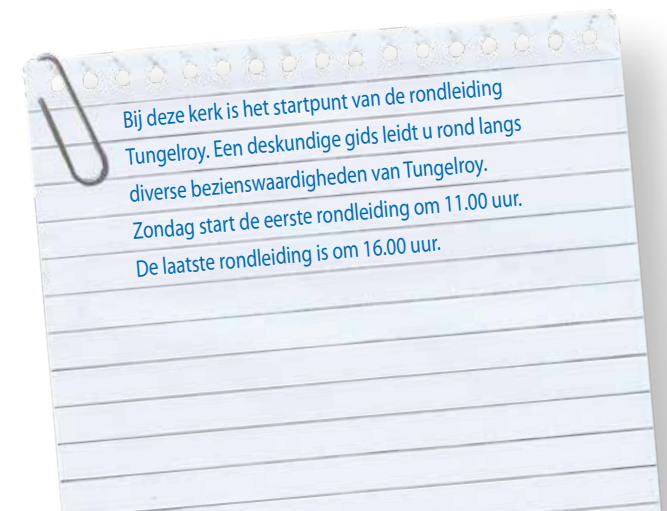 Bij deze kerk is het startpunt van de rondleiding
Tungelroy. Een deskundige gids leidt u rond langs
diverse bezienswaardigheden van Tungelroy.
Zondag start de eerste rondleiding om 11.00 uur.
De laatste rondleiding is om 16.00 uur.